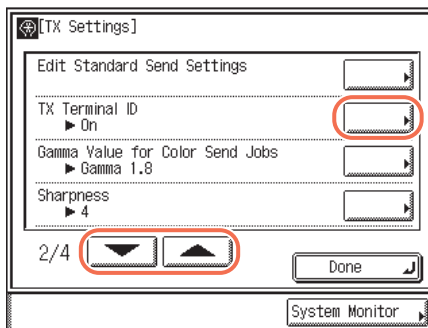 [TX Settings]
Edit Standard Send Settings
TX Terminal ID
► On
Gamma Value for Color Send Jobs
► Gamma 1.8
Sharpness
► 4
2/4
Done
System Monitor